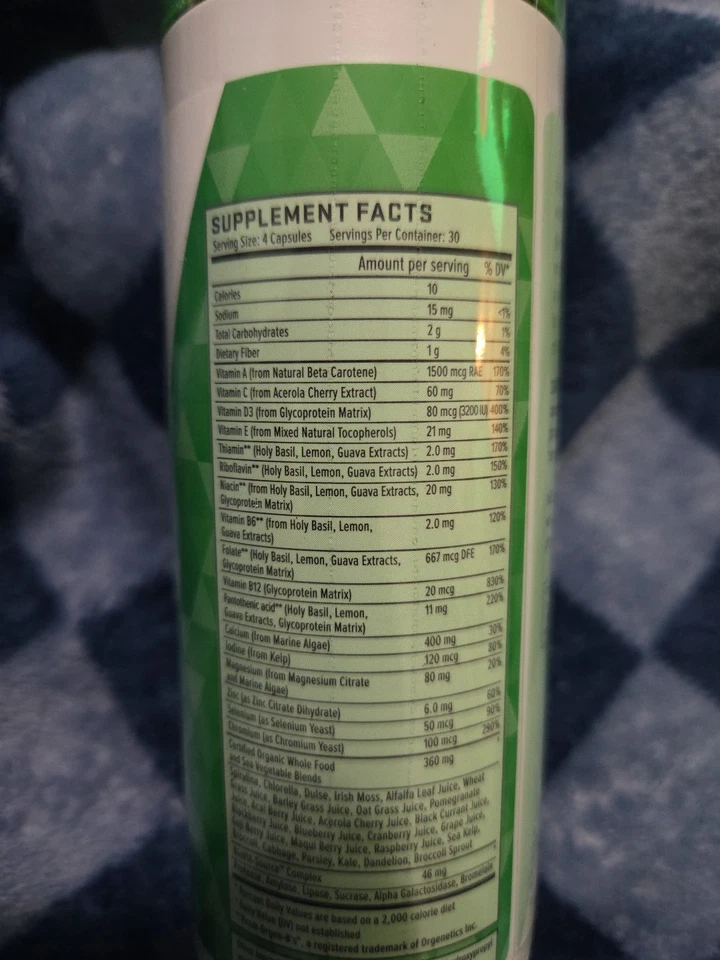 SUPPLEMENT FACTS
Serving Size: 4 Capsules Servings Per Container: 30
Amount per serving % DV*
Calories 10
Sodium 15 mg <1%
Total Carbohydrates 2 g 1%
Dietary Fiber 1 g 4%
Vitamin A (from Natural Beta Carotene) 1500 mcg RAE 170%
Vitamin C (from Acerola Cherry Extract) 60 mg 70%
Vitamin D3 (from Glycoprotein Matrix) 80 mcg (3200 IU) 400%
Vitamin E (from Mixed Natural Tocopherols) 21 mg 140%
Thiamin** (Holy Basil, Lemon, Guava Extracts) 2.0 mg 170%
Riboflavin** (Holy Basil, Lemon, Guava Extracts) 2.0 mg 150%
Niacin** (from Holy Basil, Lemon, Guava Extracts, 20 mg 130%
Glycoprotein Matrix)
Vitamin B6** (from Holy Basil, Lemon, 2.0 mg 120%
Guava Extracts)
Folate** (Holy Basil, Lemon, Guava Extracts, 667 mcg DFE 170%
Glycoprotein Matrix)
Vitamin B12 (Glycoprotein Matrix) 20 mcg 830%
Pantothenic acid** (Holy Basil, Lemon, 11 mg 220%
Guava Extracts, Glycoprotein Matrix)
Calcium (from Marine Algae) 400 mg 30%
Iodine (from Kelp) 120 mcg 80%
Magnesium (from Magnesium Citrate 80 mg 20%
and Marine Algae)
Zinc (as Zinc Citrate Dihydrate) 6.0 mg 60%
Selenium (as Selenium Yeast) 50 mcg 90%
Chromium (as Chromium Yeast) 100 mcg 290%
Certified Organic Whole Food 360 mg
and Sea Vegetable Blends
Spirulina, Chlorella, Dulse, Irish Moss, Alfalfa Leaf Juice, Wheat
Grass Juice, Barley Grass Juice, Oat Grass Juice, Pomegranate
Juice, Acai Berry Juice, Acerola Cherry Juice, Black Currant Juice,
Blackberry Juice, Blueberry Juice, Cranberry Juice, Grape Juice,
Goji Berry Juice, Maqui Berry Juice, Raspberry Juice, Sea Kelp,
Broccoli, Cabbage, Parsley, Kale, Dandelion, Broccoli Sprout
Complex 46 mg
Protease, Amylose, Lipase, Sucrase, Alpha Galactosidase, Bromelain
* Percent Daily Values are based on a 2,000 calorie diet
Daily Value (DV) not established
** From Orgen-B's®, a registered trademark of Orgenetics Inc.